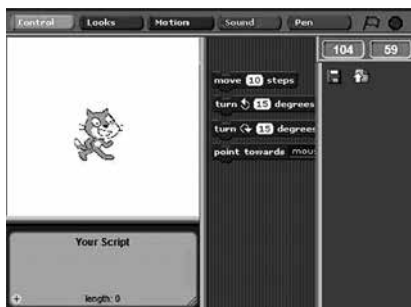 Control Looks Motion Sound Pen
104 59
move 10 steps
turn 15 degrees
turn 15 degrees
point towards mou
Your Script
length: 0